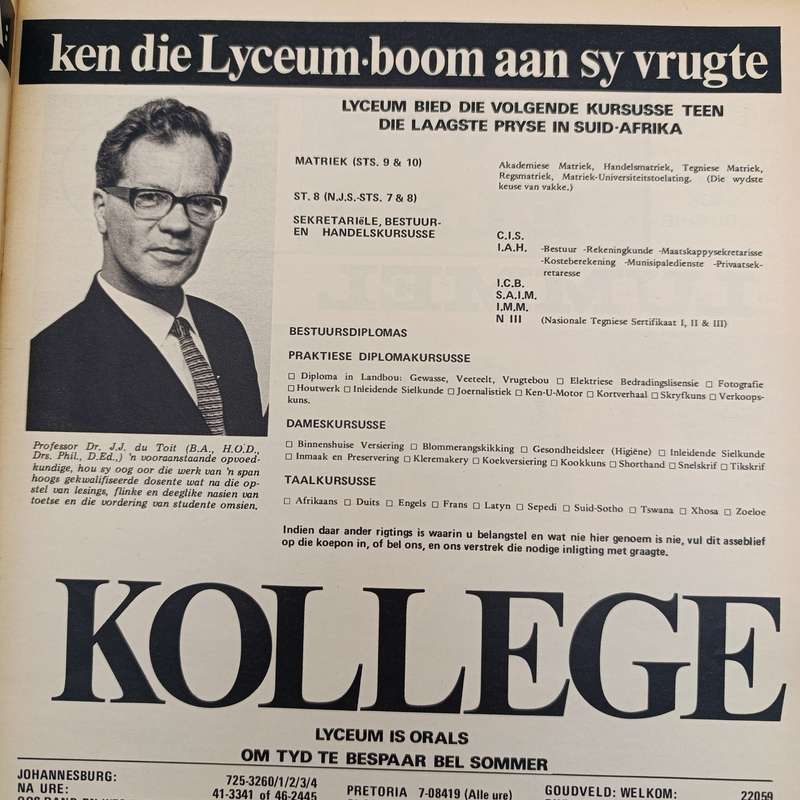 ken die Lyceum·boom aan sy vrugte
LYCEUM BIED DIE VOLGENDE KURSUSSE TEEN
DIE LAAGSTE PRYSE IN SUID-AFRIKA
MATRIEK (STS. 9 & 10)
Akademiese Matriek, Handelsmatriek, Tegniese Matriek,
Regsmatriek, Matriek-Universiteitstoelating. (Die wydste
keuse van vakke.)
ST. 8 (N.J.S.-STS. 7 & 8)
SEKRETARIëLE, BESTUUR-
EN HANDELSKURSUSSE
C.I.S.
I.A.H. -Bestuur -Rekeningkunde -Maatskappysekretarisse
-Kosteberekening -Munisipaledienste -Privaatsek-
retaresse
I.C.B.
S.A.I.M.
I.M.M.
N III (Nasionale Tegniese Sertifikaat I, II & III)
BESTUURSDIPLOMAS
PRAKTIESE DIPLOMAKURSUSSE
□ Diploma in Landbou: Gewasse, Veeteelt, Vrugtebou □ Elektriese Bedradingslisensie □ Fotografie
□ Houtwerk □ Inleidende Sielkunde □ Joernalistiek □ Ken-U-Motor □ Kortverhaal □ Skryfkuns □ Verkoops-
kuns.
DAMESKURSUSSE
□ Binnenshuise Versiering □ Blommerangskikking □ Gesondheidsleer (Higiëne) □ Inleidende Sielkunde
□ Inmaak en Preservering □ Kleremakery □ Koekversiering □ Kookkuns □ Shorthand □ Snelskrif □ Tikskrif
TAALKURSUSSE
□ Afrikaans □ Duits □ Engels □ Frans □ Latyn □ Sepedi □ Suid-Sotho □ Tswana □ Xhosa □ Zoeloe
Indien daar ander rigtings is waarin u belangstel en wat nie hier genoem is nie, vul dit asseblief
op die koepon in, of bel ons, en ons verstrek die nodige inligting met graagte.
Professor Dr. J.J. du Toit (B.A., H.O.D.,
Drs. Phil., D.Ed.,) 'n vooraanstaande opvoed-
kundige, hou sy oog oor die werk van 'n span
hoogs gekwalifiseerde dosente wat na die op-
stel van lesings, flinke en deeglike nasien van
toetse en die vordering van studente omsien.
KOLLEGE
LYCEUM IS ORALS
OM TYD TE BESPAAR BEL SOMMER
JOHANNESBURG: 725-3260/1/2/3/4
NA URE: 41-3341 of 46-2445
PRETORIA 7-08419 (Alle ure)
GOUDVELD: WELKOM: 22059